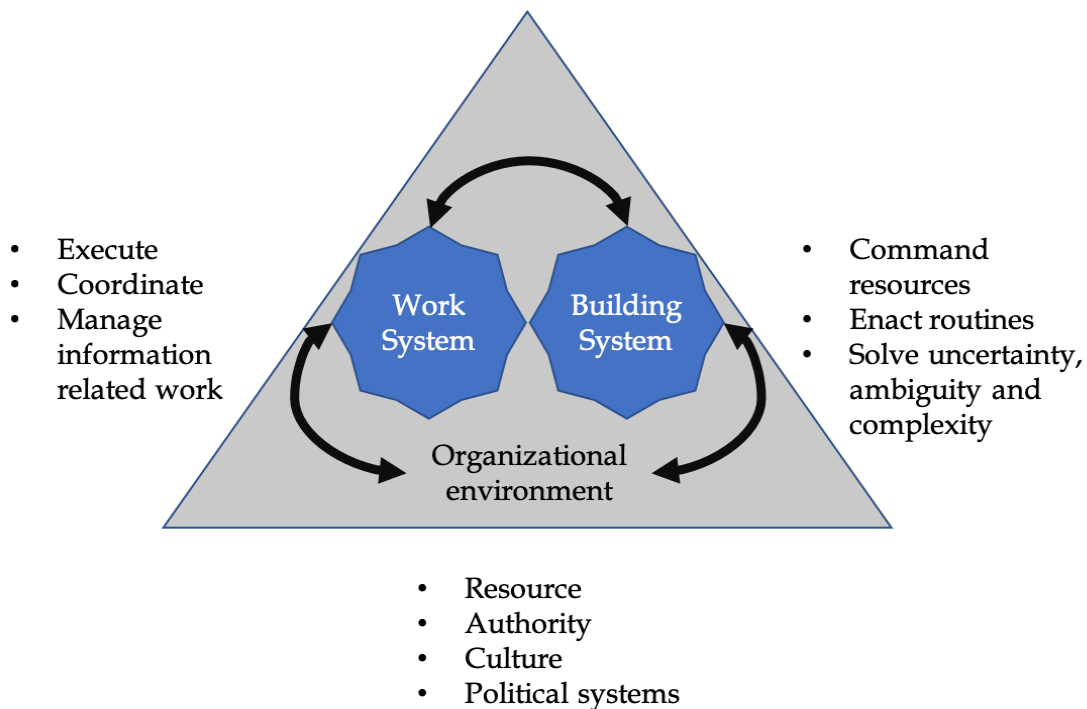 • Execute
• Coordinate
• Manage
information
related work
Work
System
Building
System
• Command
resources
• Enact routines
• Solve uncertainty,
ambiguity and
complexity
Organizational
environment
• Resource
• Authority
• Culture
• Political systems